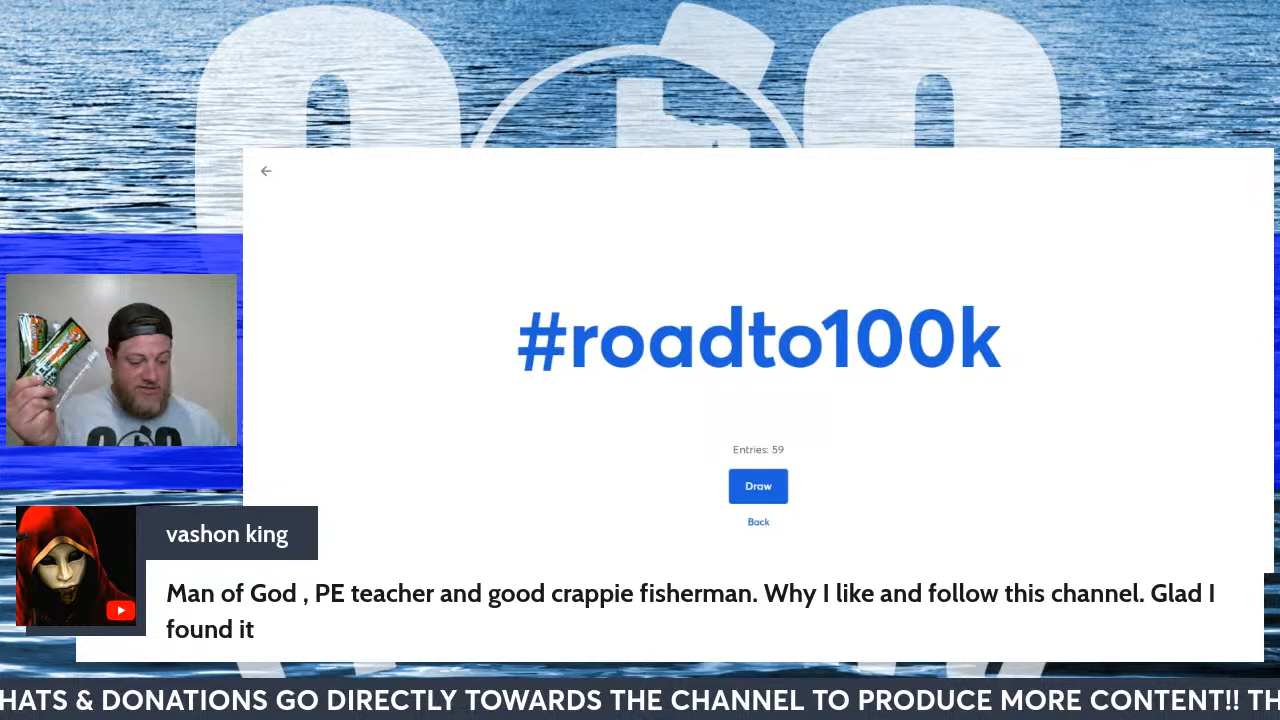 #roadto100k
Entries: 59
Draw
Back
vashon king
Man of God , PE teacher and good crappie fisherman. Why I like and follow this channel. Glad I
found it
HATS & DONATIONS GO DIRECTLY TOWARDS THE CHANNEL TO PRODUCE MORE CONTENT!! TH